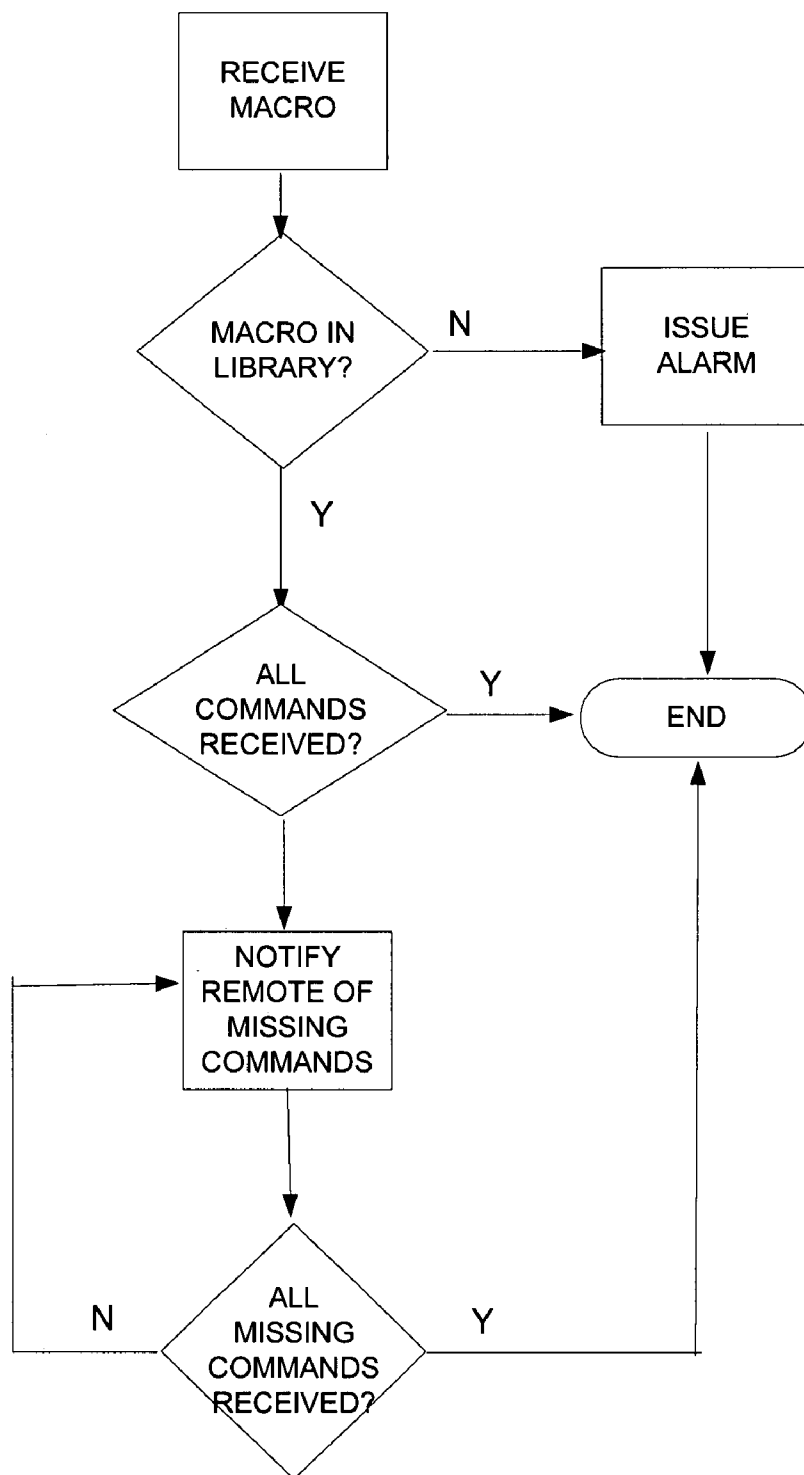 RECEIVE
MACRO
MACRO IN
LIBRARY?
N
ISSUE
ALARM
Y
ALL
COMMANDS
RECEIVED?
Y
END
NOTIFY
REMOTE OF
MISSING
COMMANDS
N
ALL
MISSING
COMMANDS
RECEIVED?
Y